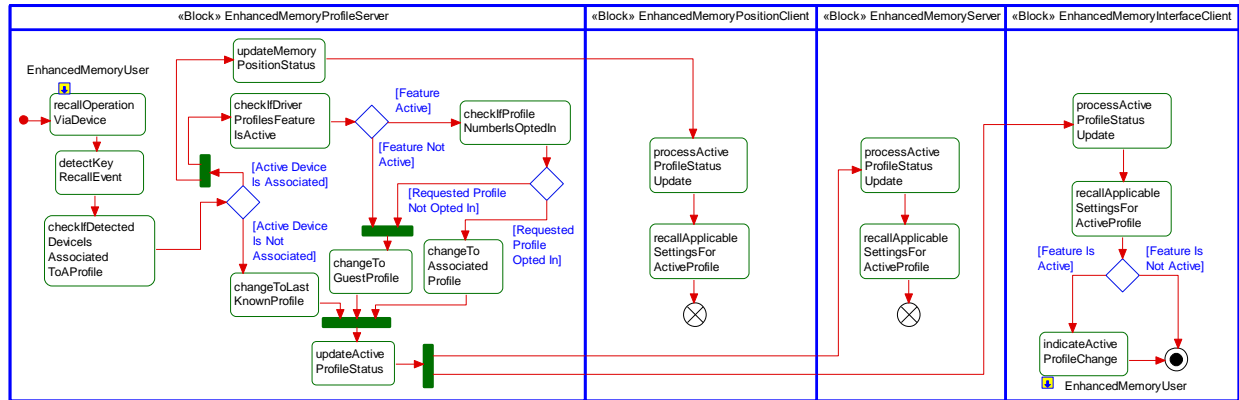 «Block» EnhancedMemoryProfileServer
«Block» EnhancedMemoryPositionClient
«Block» EnhancedMemoryServer
«Block» EnhancedMemoryInterfaceClient
EnhancedMemoryUser
recallOperation
ViaDevice
detectKey
RecallEvent
checkIfDetected
DeviceIs
Associated
ToAProfile
updateMemory
PositionStatus
checkIfDriver
ProfilesFeature
IsActive
[Active Device
Is Associated]
[Active Device
Is Not
Associated]
changeToLast
KnownProfile
[Feature
Active]
[Feature Not
Active]
checkIfProfile
NumberIsOptedIn
[Requested Profile
Not Opted In]
[Requested
Profile
Opted In]
changeTo
GuestProfile
changeTo
Associated
Profile
updateActive
ProfileStatus
processActive
ProfileStatus
Update
recallApplicable
SettingsFor
ActiveProfile
processActive
ProfileStatus
Update
recallApplicable
SettingsFor
ActiveProfile
processActive
ProfileStatus
Update
recallApplicable
SettingsFor
ActiveProfile
[Feature Is
Active]
[Feature Is
Not Active]
indicateActive
ProfileChange
EnhancedMemoryUser